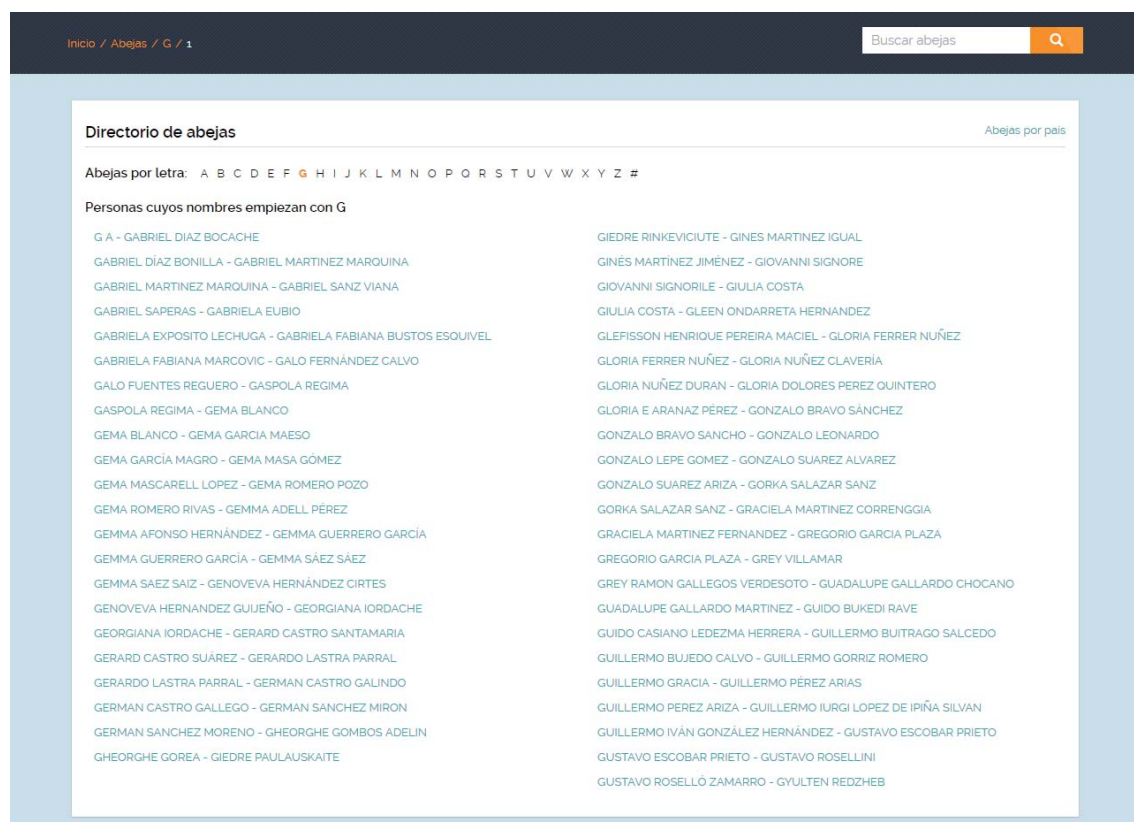 Inicio / Abejas / G / 1
Buscar abejas
Directorio de abejas
Abejas por país
Abejas por letra: A B C D E F G H I J K L M N O P Q R S T U V W X Y Z #
Personas cuyos nombres empiezan con G
G A - GABRIEL DIAZ BOCACHE
GABRIEL DÍAZ BONILLA - GABRIEL MARTINEZ MARQUINA
GABRIEL MARTINEZ MARQUINA - GABRIEL SANZ VIANA
GABRIEL SAPERAS - GABRIELA EUBIO
GABRIELA EXPOSITO LECHUGA - GABRIELA FABIANA BUSTOS ESQUIVEL
GABRIELA FABIANA MARCOVIC - GALO FERNÁNDEZ CALVO
GALO FUENTES REGUERO - GASPOLA REGIMA
GASPOLA REGIMA - GEMA BLANCO
GEMA BLANCO - GEMA GARCIA MAESO
GEMA GARCÍA MAGRO - GEMA MASA GÓMEZ
GEMA MASCARELL LOPEZ - GEMA ROMERO POZO
GEMA ROMERO RIVAS - GEMMA ADELL PÉREZ
GEMMA AFONSO HERNÁNDEZ - GEMMA GUERRERO GARCÍA
GEMMA GUERRERO GARCÍA - GEMMA SÁEZ SÁEZ
GEMMA SAEZ SAIZ - GENOVEVA HERNÁNDEZ CIRTES
GENOVEVA HERNANDEZ GUIJEÑO - GEORGIANA IORDACHE
GEORGIANA IORDACHE - GERARD CASTRO SANTAMARIA
GERARD CASTRO SUÁREZ - GERARDO LASTRA PARRAL
GERARDO LASTRA PARRAL - GERMAN CASTRO GALINDO
GERMAN CASTRO GALLEGO - GERMAN SANCHEZ MIRON
GERMAN SANCHEZ MORENO - GHEORGHE GOMBOS ADELIN
GHEORGHE GOREA - GIEDRE PAULAUSKAITE
GIEDRE RINKEVICIUTE - GINES MARTINEZ IGUAL
GINÉS MARTÍNEZ JIMÉNEZ - GIOVANNI SIGNORE
GIOVANNI SIGNORILE - GIULIA COSTA
GIULIA COSTA - GLEEN ONDARRETA HERNANDEZ
GLEFISSON HENRIQUE PEREIRA MACIEL - GLORIA FERRER NUÑEZ
GLORIA FERRER NUÑEZ - GLORIA NUÑEZ CLAVERÍA
GLORIA NUÑEZ DURAN - GLORIA DOLORES PEREZ QUINTERO
GLORIA E ARANAZ PÉREZ - GONZALO BRAVO SÁNCHEZ
GONZALO BRAVO SANCHO - GONZALO LEONARDO
GONZALO LEPE GOMEZ - GONZALO SUAREZ ALVAREZ
GONZALO SUAREZ ARIZA - GORKA SALAZAR SANZ
GORKA SALAZAR SANZ - GRACIELA MARTINEZ CORRENGGIA
GRACIELA MARTINEZ FERNANDEZ - GREGORIO GARCIA PLAZA
GREGORIO GARCIA PLAZA - GREY VILLAMAR
GREY RAMON GALLEGOS VERDESOTO - GUADALUPE GALLARDO CHOCANO
GUADALUPE GALLARDO MARTINEZ - GUIDO BUKEDI RAVE
GUIDO CASIANO LEDEZMA HERRERA - GUILLERMO BUITRAGO SALCEDO
GUILLERMO BUJEDO CALVO - GUILLERMO GORRIZ ROMERO
GUILLERMO GRACIA - GUILLERMO PÉREZ ARIAS
GUILLERMO PEREZ ARIZA - GUILLERMO IURGI LOPEZ DE IPIÑA SILVAN
GUILLERMO IVÁN GONZÁLEZ HERNÁNDEZ - GUSTAVO ESCOBAR PRIETO
GUSTAVO ESCOBAR PRIETO - GUSTAVO ROSELLINI
GUSTAVO ROSELLÓ ZAMARRO - GYULTEN REDZHEB